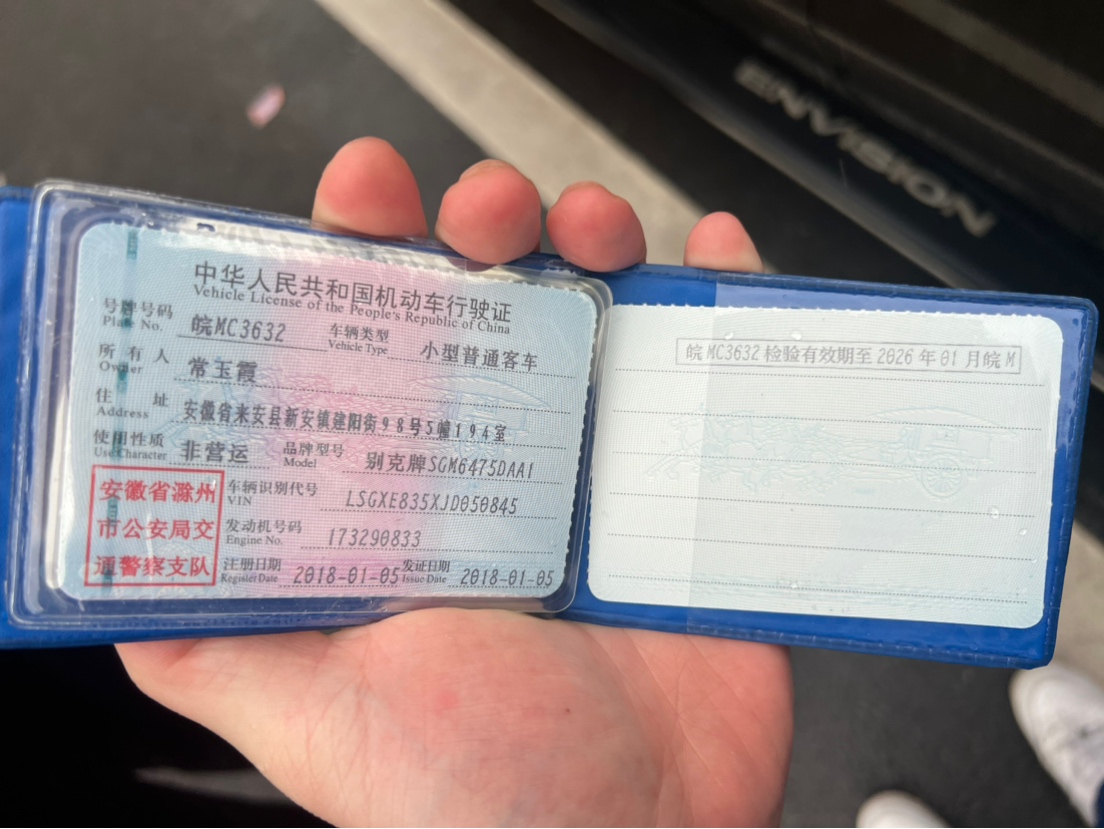 中华人民共和国机动车行驶证
Vehicle License of the People's Republic of China
号牌号码 皖MC3632 车辆类型 小型普通客车
Plate No. Vehicle Type
所有人 常玉霞
Owner
住址 安徽省来安县新安镇建阳街98号5幢194室
Address
使用性质 非营运 品牌型号 别克牌SGM6475DAA1
Use Character Model
安徽省滁州
市公安局交
通警察支队
车辆识别代号 LSGXE835XJD050845
VIN
发动机号码 173290833
Engine No.
注册日期 2018-01-05 发证日期 2018-01-05
Register Date Issue Date
皖MC3632检验有效期至2026年01月皖M
ENVISION